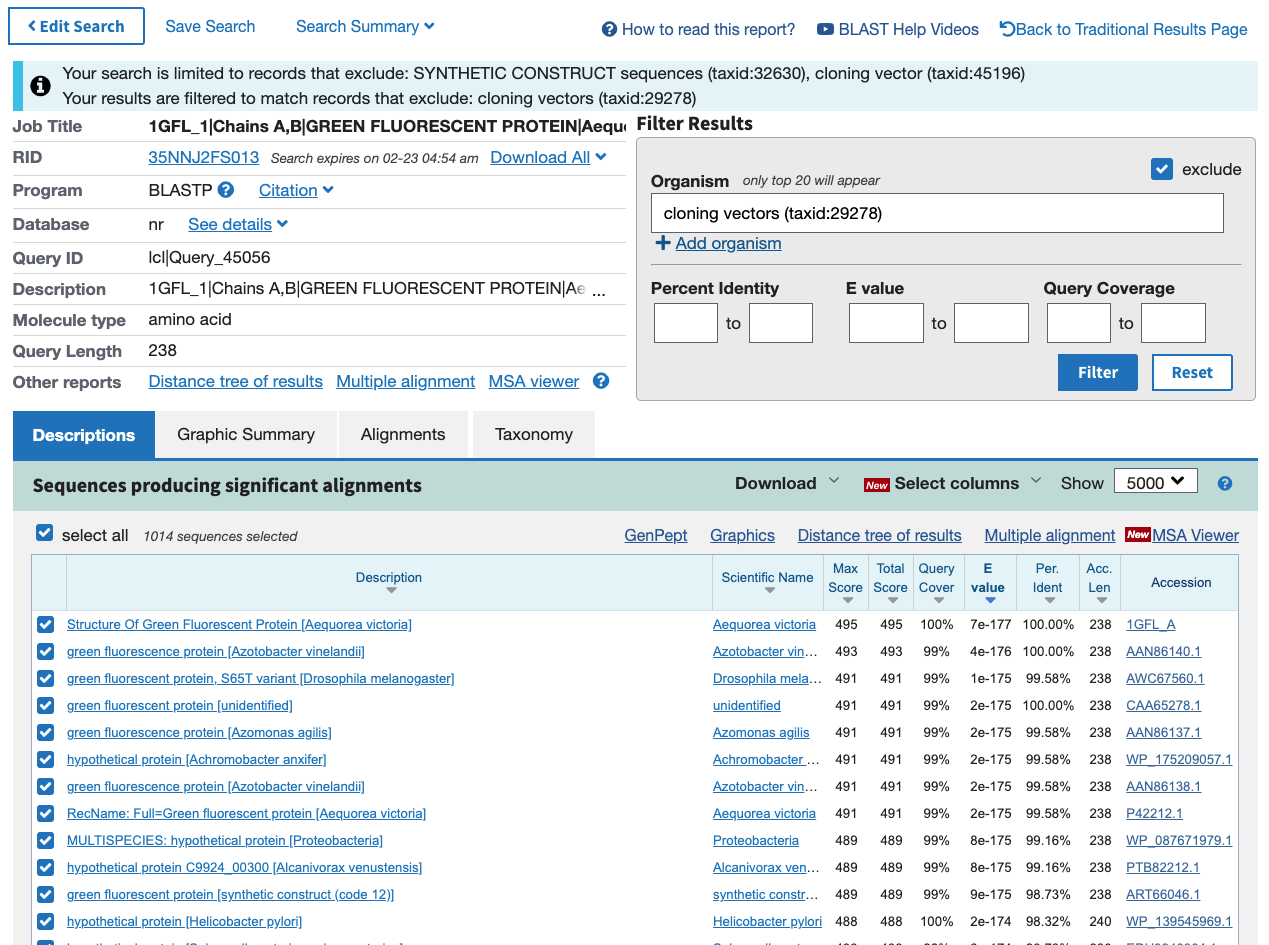 Edit Search Save Search Search Summary How to read this report? BLAST Help Videos Back to Traditional Results Page
Your search is limited to records that exclude: SYNTHETIC CONSTRUCT sequences (taxid:32630), cloning vector (taxid:45196)
Your results are filtered to match records that exclude: cloning vectors (taxid:29278)
Job Title 1GFL_1|Chains A,B|GREEN FLUORESCENT PROTEIN|Aequ
RID 35NNJ2FS013 Search expires on 02-23 04:54 am Download All
Program BLASTP Citation
Database nr See details
Query ID lcl|Query_45056
Description 1GFL_1|Chains A,B|GREEN FLUORESCENT PROTEIN|Ae ...
Molecule type amino acid
Query Length 238
Other reports Distance tree of results Multiple alignment MSA viewer
Filter Results
Organism only top 20 will appear exclude
cloning vectors (taxid:29278)
Add organism
Percent Identity E value Query Coverage
to to to
Filter Reset
Descriptions Graphic Summary Alignments Taxonomy
Sequences producing significant alignments Download New Select columns Show 5000
select all 1014 sequences selected GenPept Graphics Distance tree of results Multiple alignment New MSA Viewer
Description Scientific Name Max Score Total Score Query Cover E value Per. Ident Acc. Len Accession
Structure Of Green Fluorescent Protein [Aequorea victoria] Aequorea victoria 495 495 100% 7e-177 100.00% 238 1GFL_A
green fluorescence protein [Azotobacter vinelandii] Azotobacter vin... 493 493 99% 4e-176 100.00% 238 AAN86140.1
green fluorescent protein, S65T variant [Drosophila melanogaster] Drosophila mela... 491 491 99% 1e-175 99.58% 238 AWC67560.1
green fluorescent protein [unidentified] unidentified 491 491 99% 2e-175 100.00% 238 CAA65278.1
green fluorescence protein [Azomonas agilis] Azomonas agilis 491 491 99% 2e-175 99.58% 238 AAN86137.1
hypothetical protein [Achromobacter anxifer] Achromobacter ... 491 491 99% 2e-175 99.58% 238 WP_175209057.1
green fluorescence protein [Azotobacter vinelandii] Azotobacter vin... 491 491 99% 2e-175 99.58% 238 AAN86138.1
RecName: Full=Green fluorescent protein [Aequorea victoria] Aequorea victoria 491 491 99% 2e-175 99.58% 238 P42212.1
MULTISPECIES: hypothetical protein [Proteobacteria] Proteobacteria 489 489 99% 8e-175 99.16% 238 WP_087671979.1
hypothetical protein C9924_00300 [Alcanivorax venustensis] Alcanivorax ven... 489 489 99% 8e-175 99.16% 238 PTB82212.1
green fluorescent protein [synthetic construct (code 12)] synthetic constr... 489 489 99% 9e-175 98.73% 238 ART66046.1
hypothetical protein [Helicobacter pylori] Helicobacter pylori 488 488 100% 2e-174 98.32% 240 WP_139545969.1